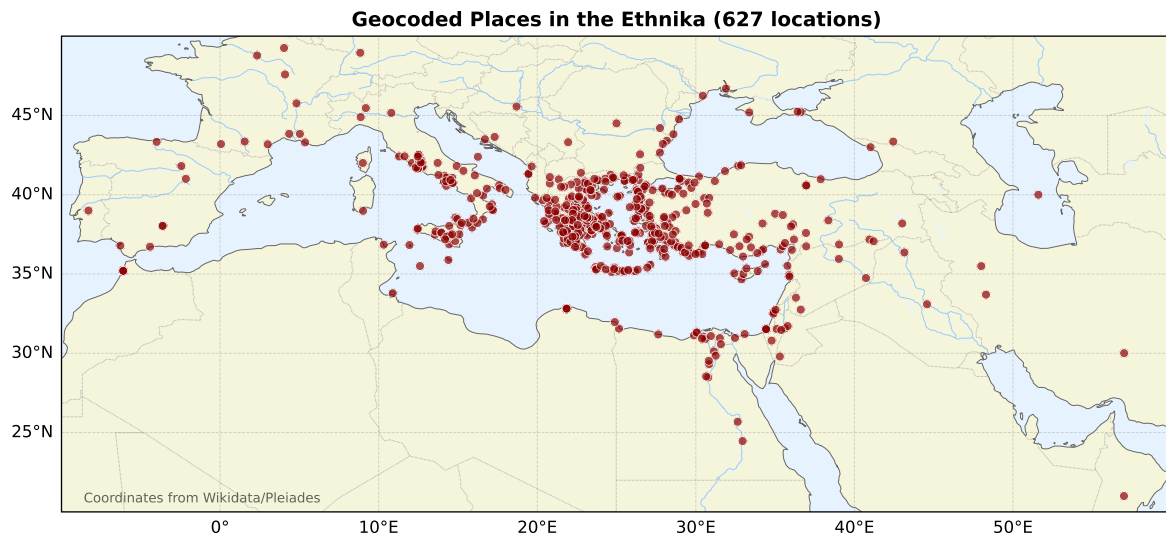 Geocoded Places in the Ethnika (627 locations)
45°N
40°N
35°N
30°N
25°N
Coordinates from Wikidata/Pleiades
0° 10°E 20°E 30°E 40°E 50°E